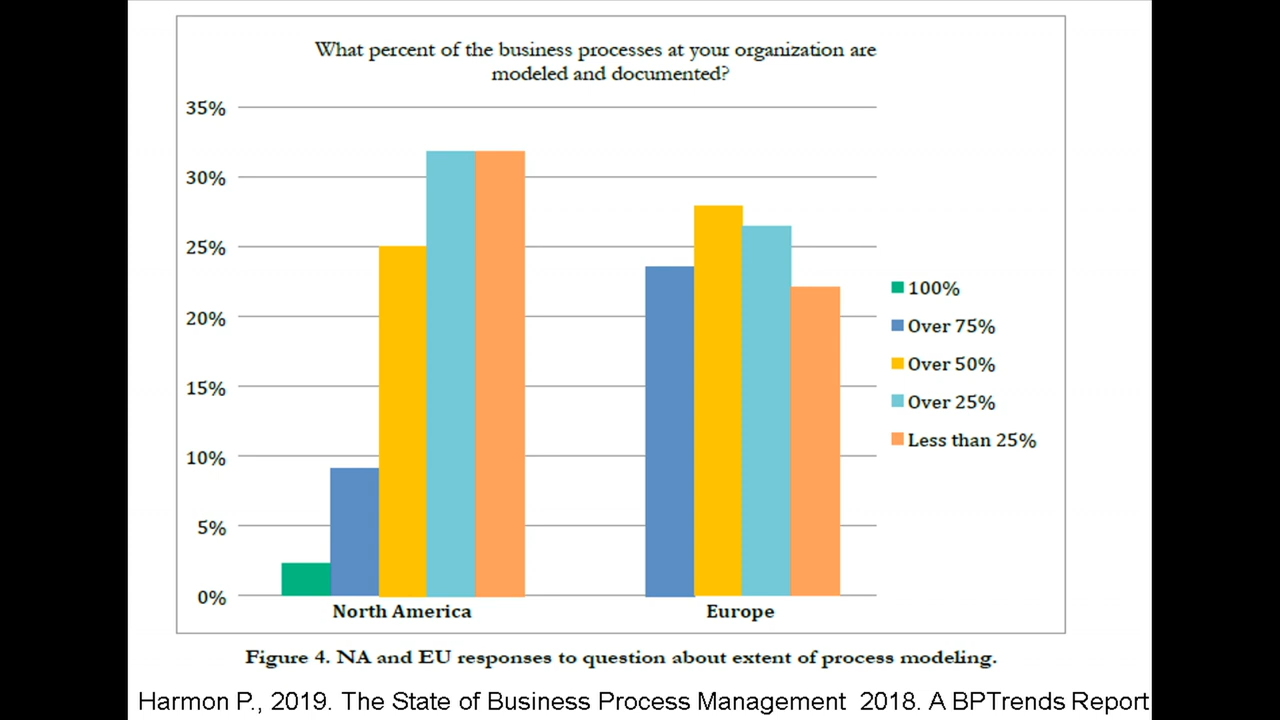 What percent of the business processes at your organization are
modeled and documented?
35%
30%
25%
20%
15%
10%
5%
0%
North America
Europe
100%
Over 75%
Over 50%
Over 25%
Less than 25%
Figure 4. NA and EU responses to question about extent of process modeling.
Harmon P., 2019. The State of Business Process Management 2018. A BPTrends Report